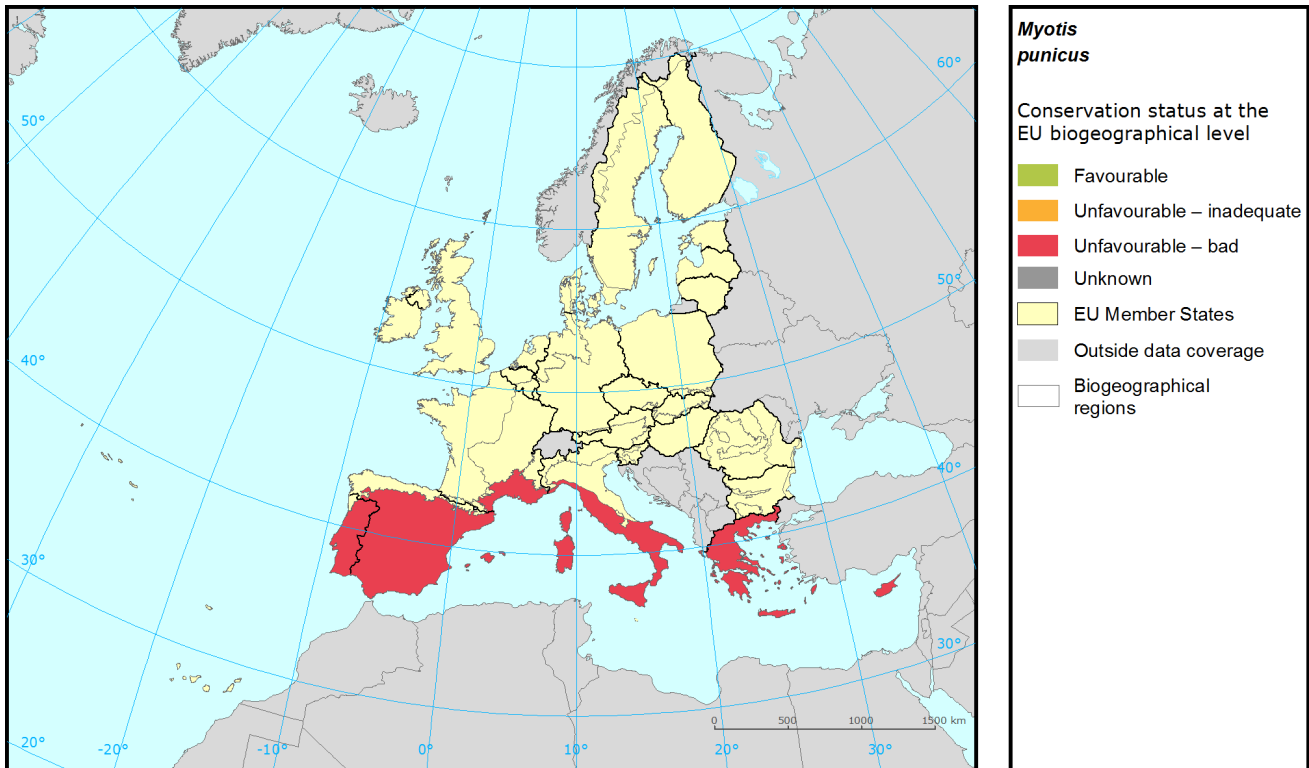 Myotis
punicus
Conservation status at the
EU biogeographical level
Favourable
Unfavourable – inadequate
Unfavourable – bad
Unknown
EU Member States
Outside data coverage
Biogeographical
regions
60°
50°
50°
40°
40°
30°
30°
0 500 1000 1500 km
20° -20° -10° 0° 10° 20° 30°